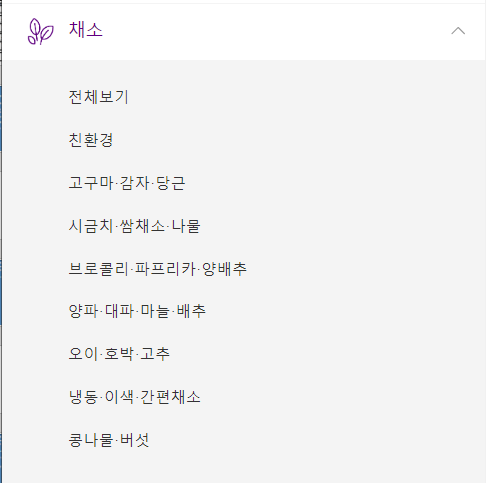 채소
전체보기
친환경
고구마·감자·당근
시금치·쌈채소·나물
브로콜리·파프리카·양배추
양파·대파·마늘·배추
오이·호박·고추
냉동·이색·간편채소
콩나물·버섯